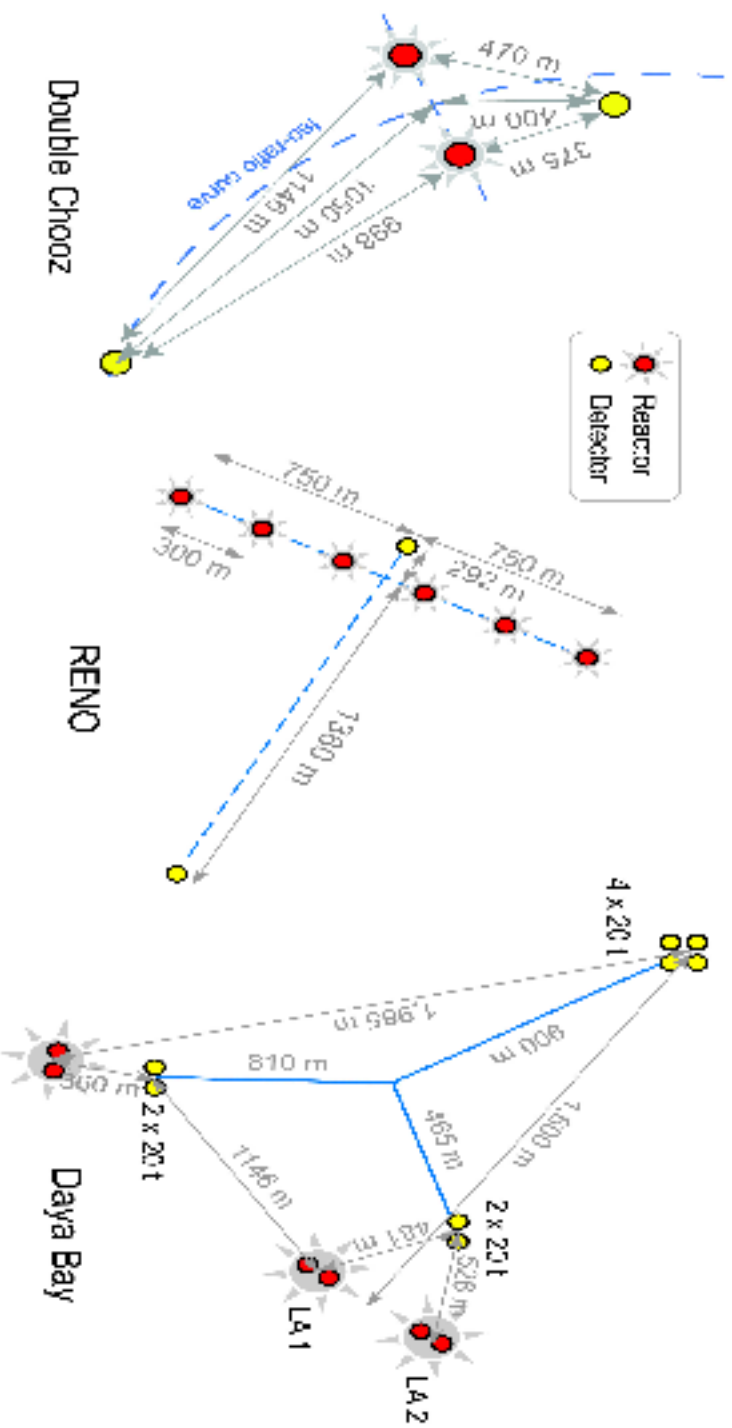 470 m
400 m
375 m
iso-ratio curve
1146 m
1050 m
998 m
Double Chooz
Reactor
Detector
750 m
750 m
300 m
292 m
1380 m
RENO
4 x 20 t
1,985 m
900 m
810 m
360 m
2 x 20 t
465 m
1,600 m
1146 m
481 m
2 x 20 t
526 m
LA 1
LA 2
Daya Bay